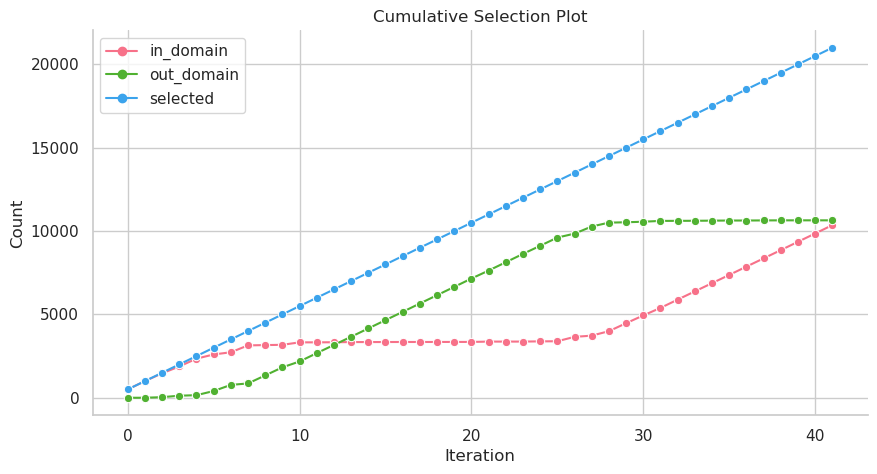 Cumulative Selection Plot
in_domain
out_domain
selected
Count
20000
15000
10000
5000
0
0 10 20 30 40
Iteration